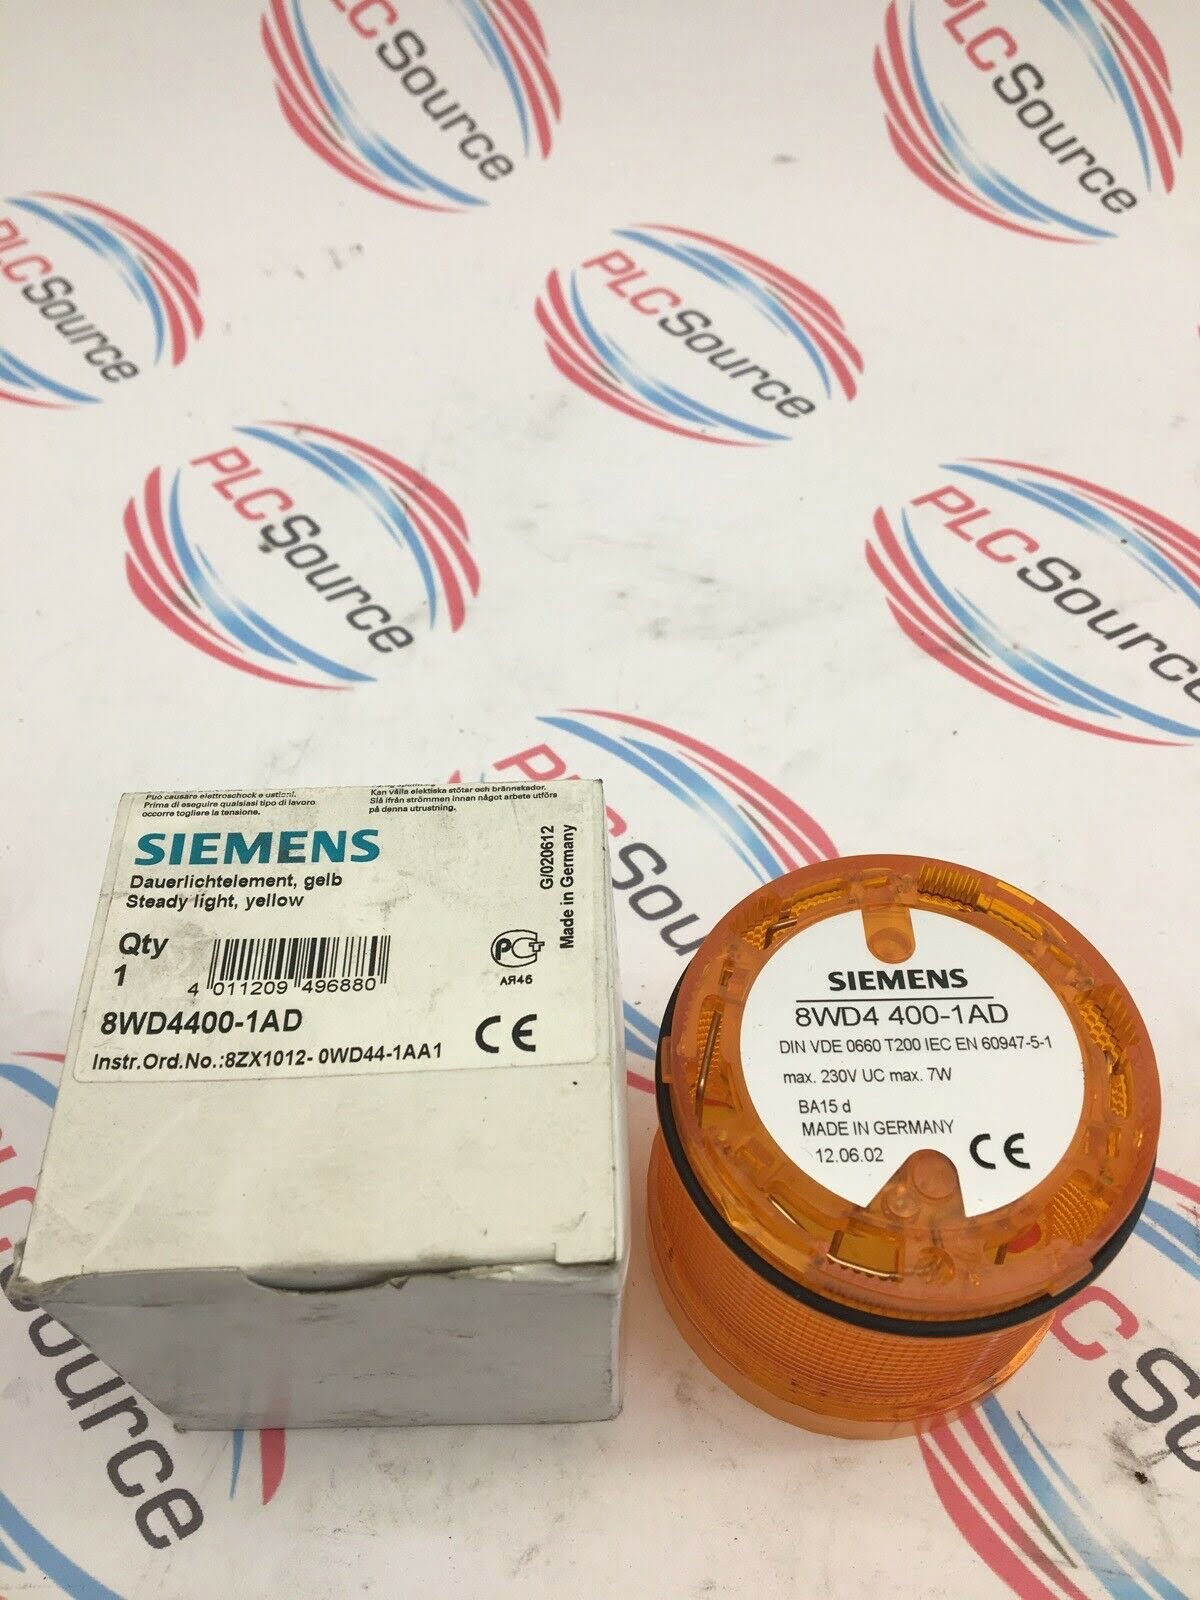 PLCSource
PLCSource
PLCSource
PLCSource
PLCSource
PLCSource
Può causare elettroschock e ustioni.
Prima di eseguire qualsiasi tipo di lavoro
occorre togliere la tensione.
Kan vålla elektiska stötar och brännskador.
Slå ifrån strömmen innan något arbete utförs
på denna utrustning.
SIEMENS
Dauerlichtelement, gelb
Steady light, yellow
G/020612
Made in Germany
Qty
1
4 011209 496880
PCT
АЯ46
8WD4400-1AD
CE
Instr.Ord.No.:8ZX1012- 0WD44-1AA1
SIEMENS
8WD4 400-1AD
DIN VDE 0660 T200 IEC EN 60947-5-1
max. 230V UC max. 7W
BA15 d
MADE IN GERMANY
12.06.02
CE